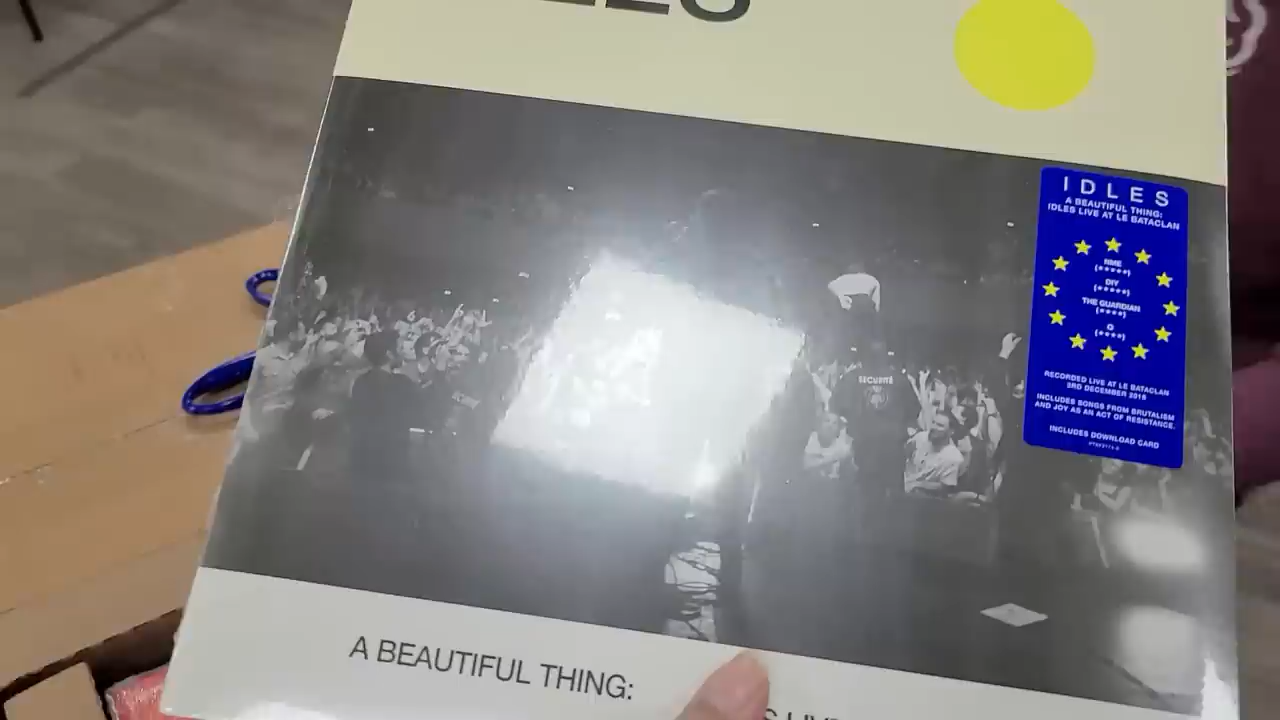 IDLES
A BEAUTIFUL THING:
IDLES LIVE AT LE BATACLAN
NME
(*****)
DIY
(*****)
THE GUARDIAN
(****)
Q
(****)
RECORDED LIVE AT LE BATACLAN
3RD DECEMBER 2018
INCLUDES SONGS FROM BRUTALISM
AND JOY AS AN ACT OF RESISTANCE.
INCLUDES DOWNLOAD CARD
SÉCURITÉ
A BEAUTIFUL THING: